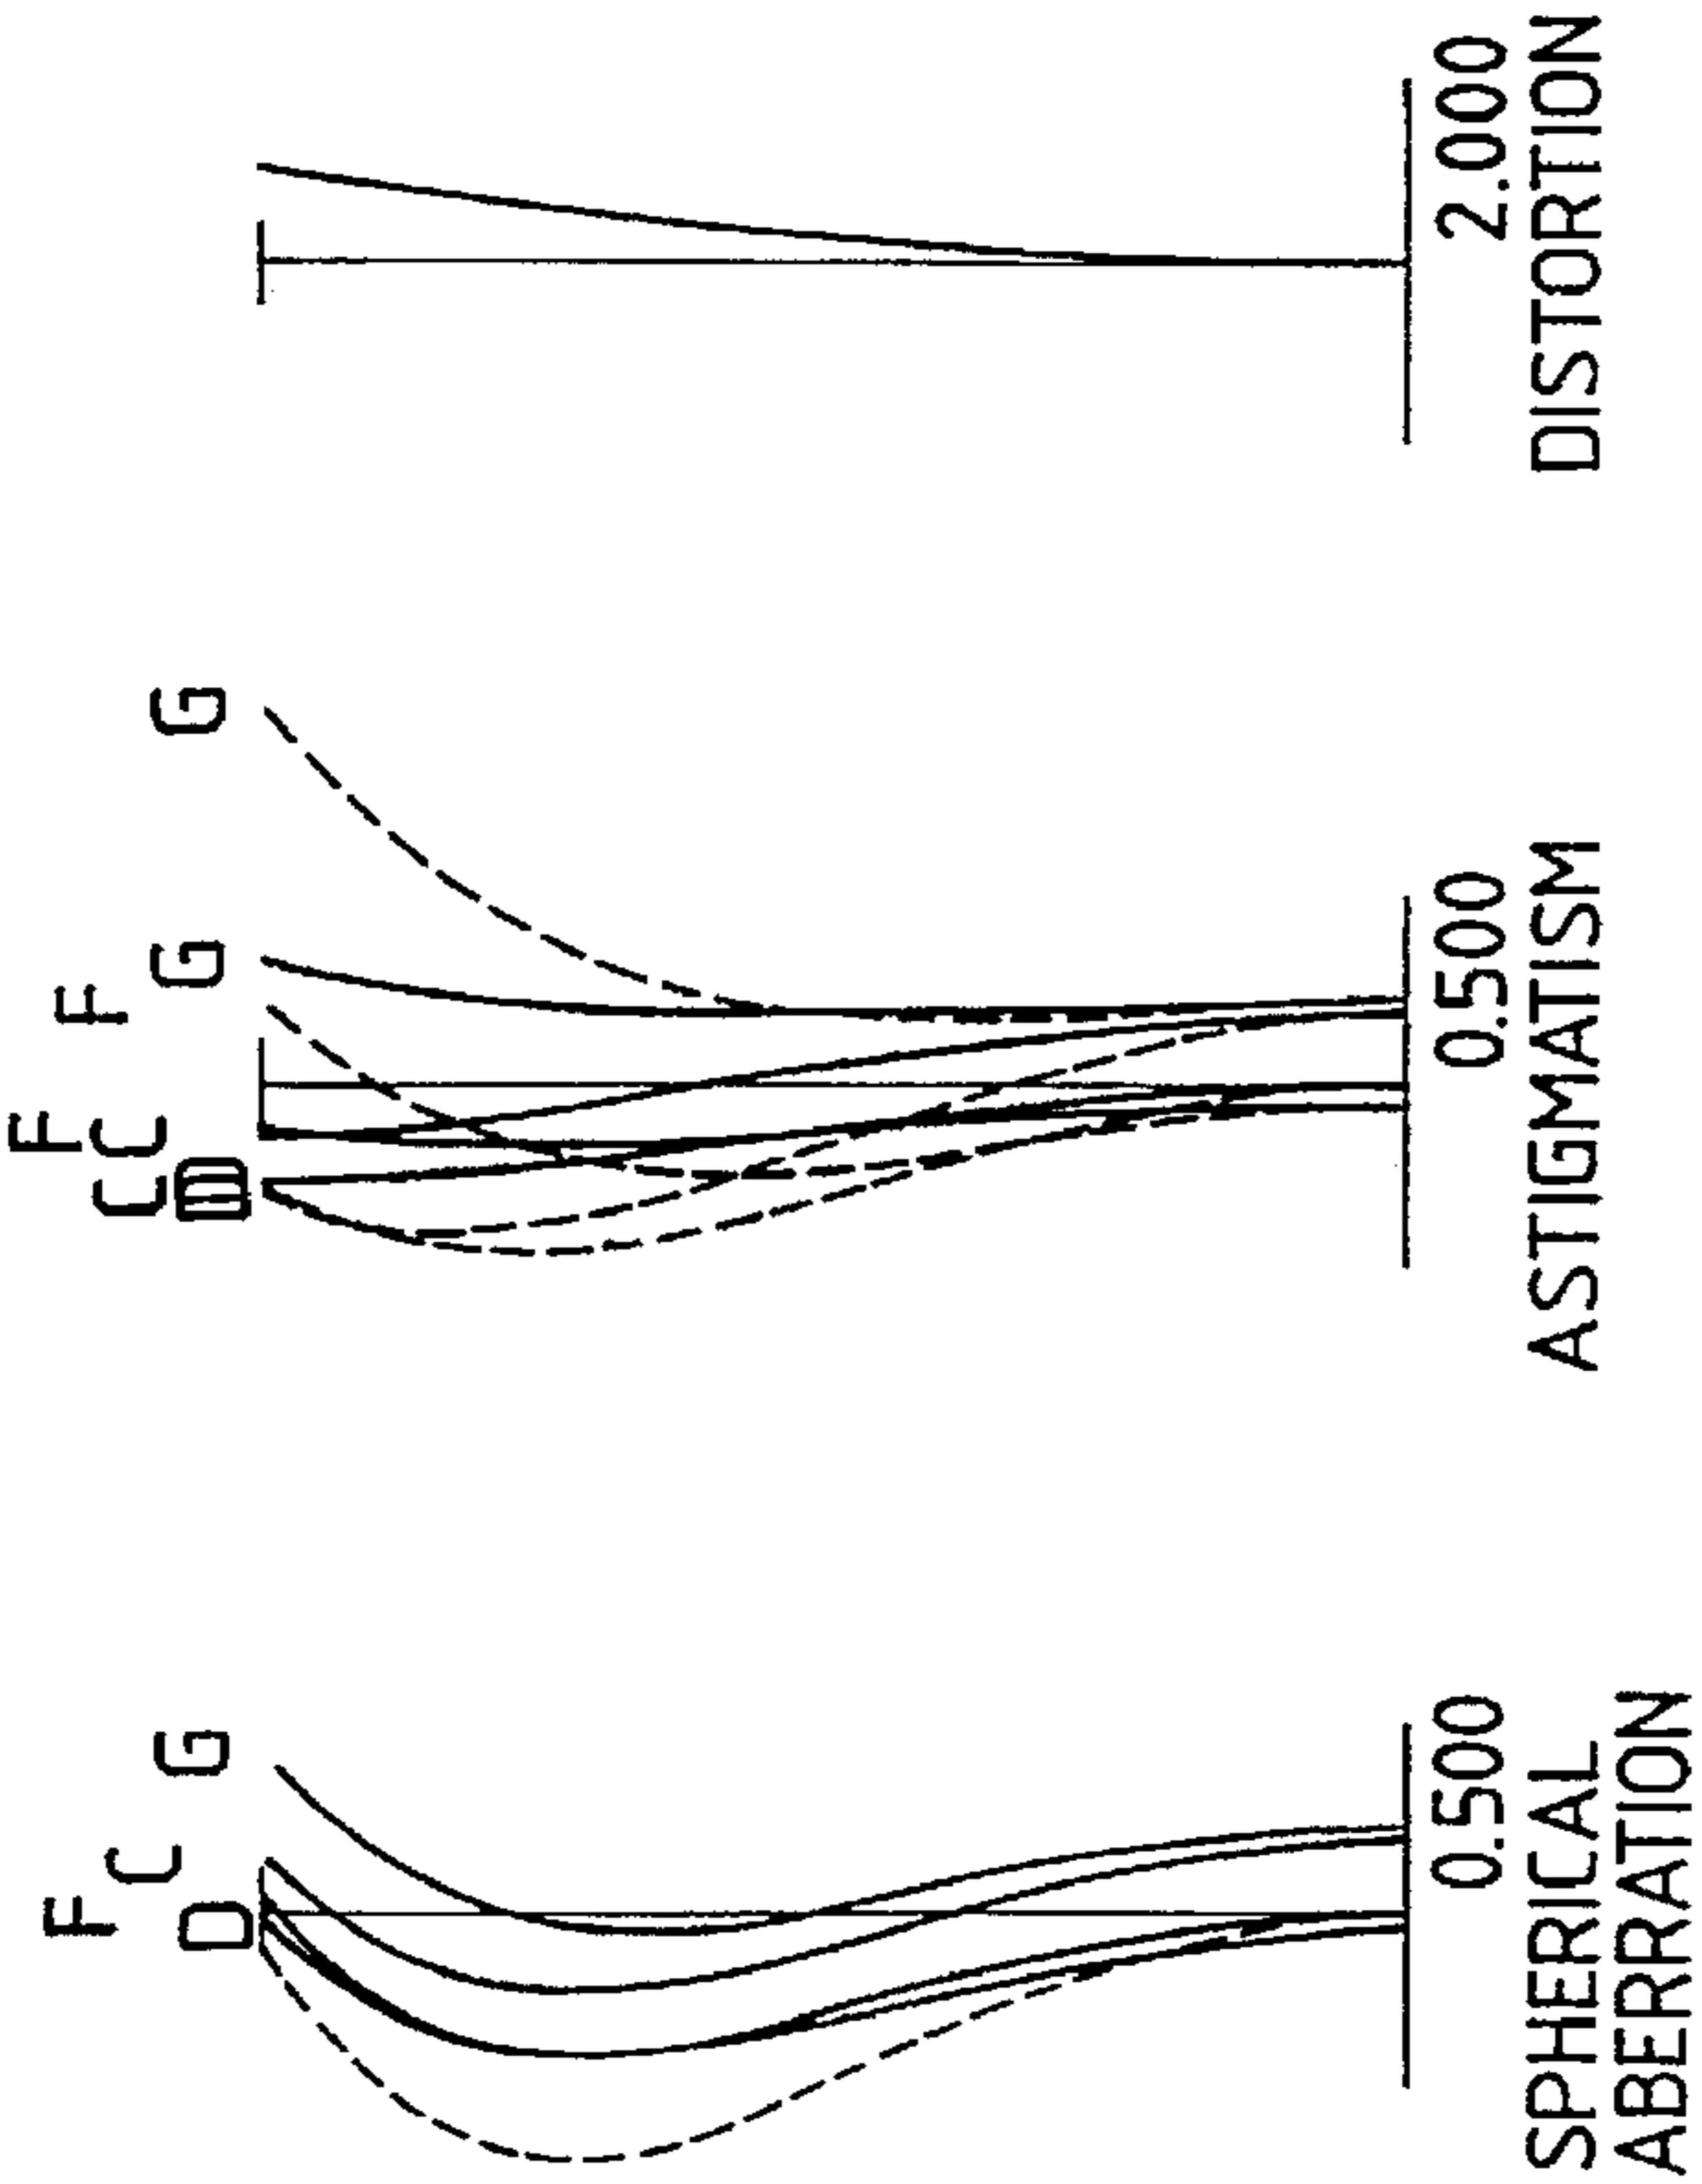 F
C
G
D
0.500
SPHERICAL
ABERRATION
F
F
C
C
G
G
D
D
0.500
ASTIGMATISM
2.000
DISTORTION